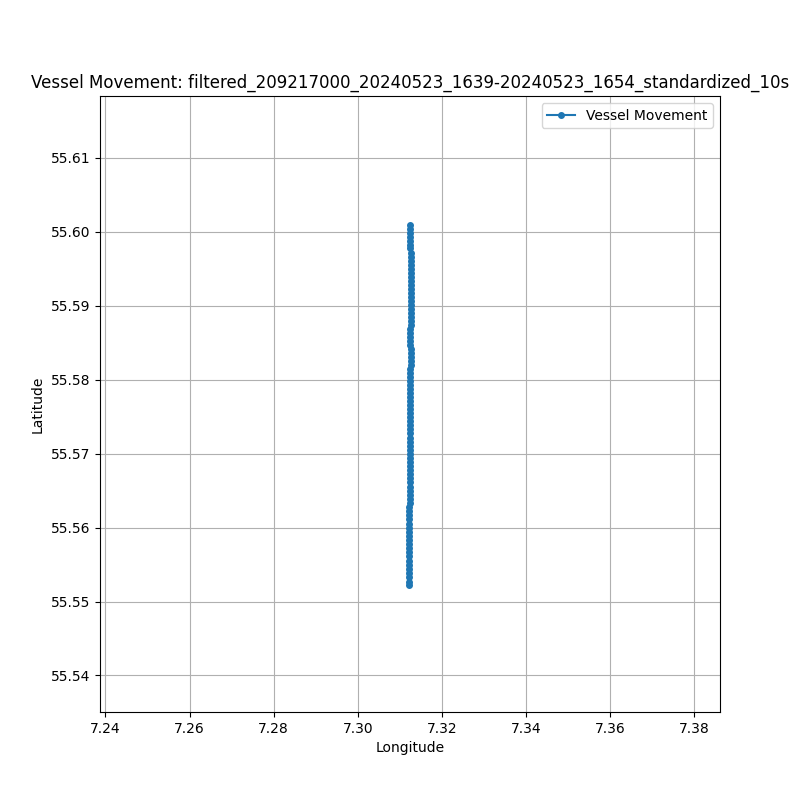 Vessel Movement: filtered_209217000_20240523_1639-20240523_1654_standardized_10s
Vessel Movement
55.61
55.60
55.59
55.58
55.57
55.56
55.55
55.54
Latitude
7.24 7.26 7.28 7.30 7.32 7.34 7.36 7.38
Longitude